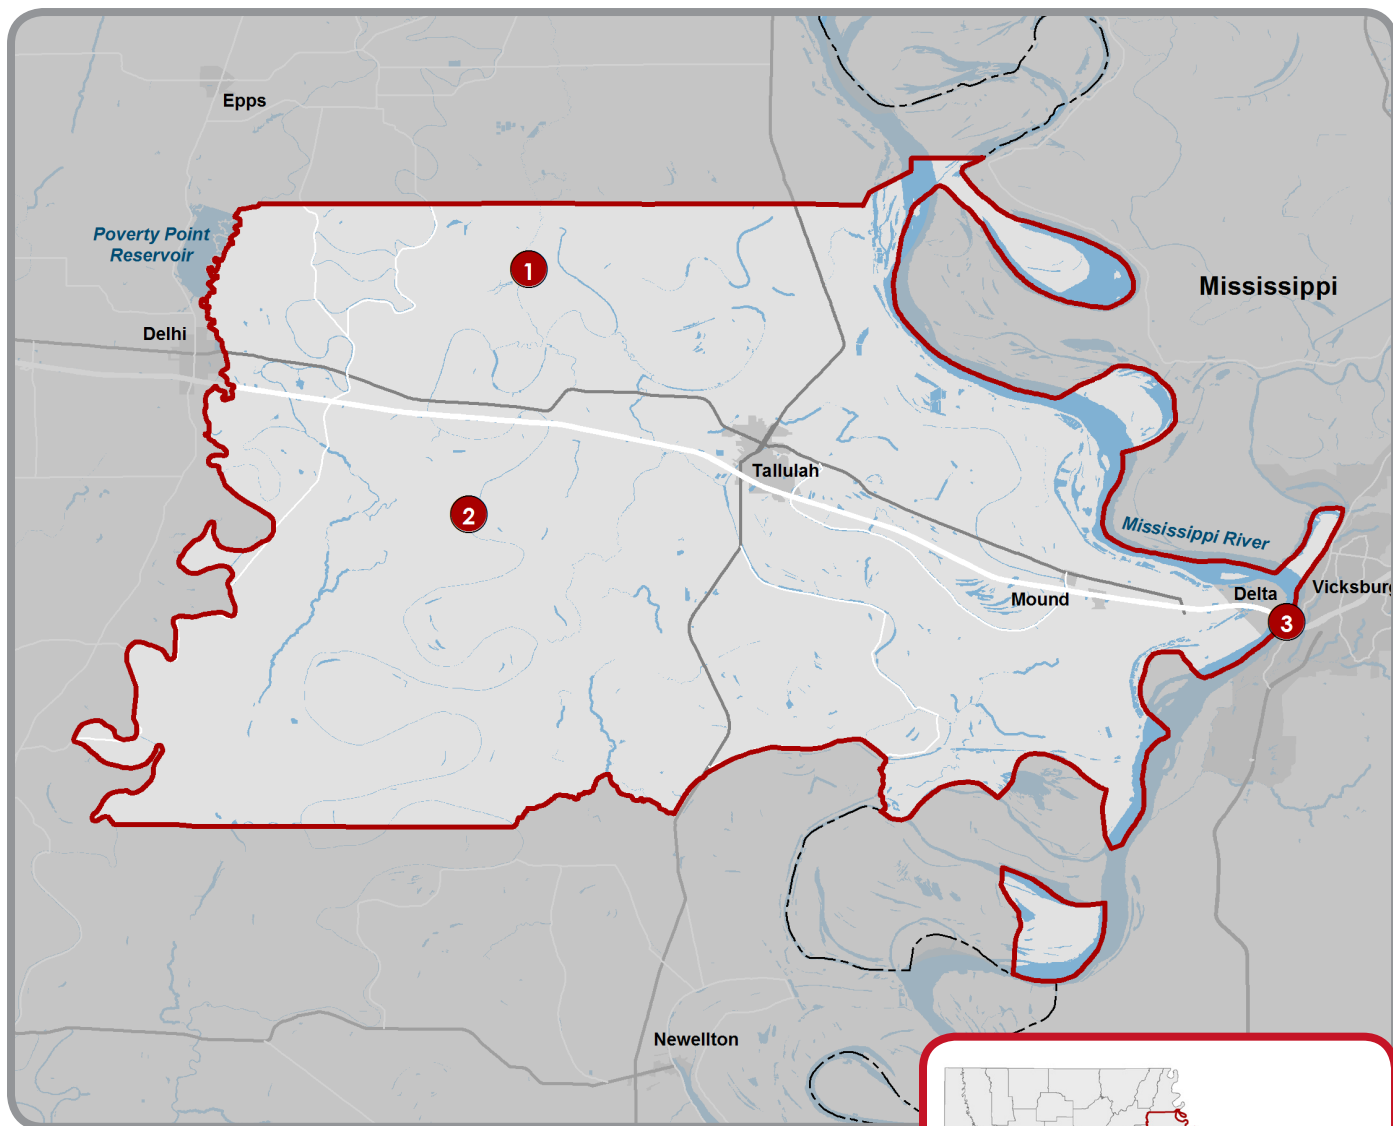 Epps
Poverty Point
Reservoir
1
Mississippi
Delhi
Tallulah
2
Mississippi River
Mound
Delta
Vicksburg
3
Newellton